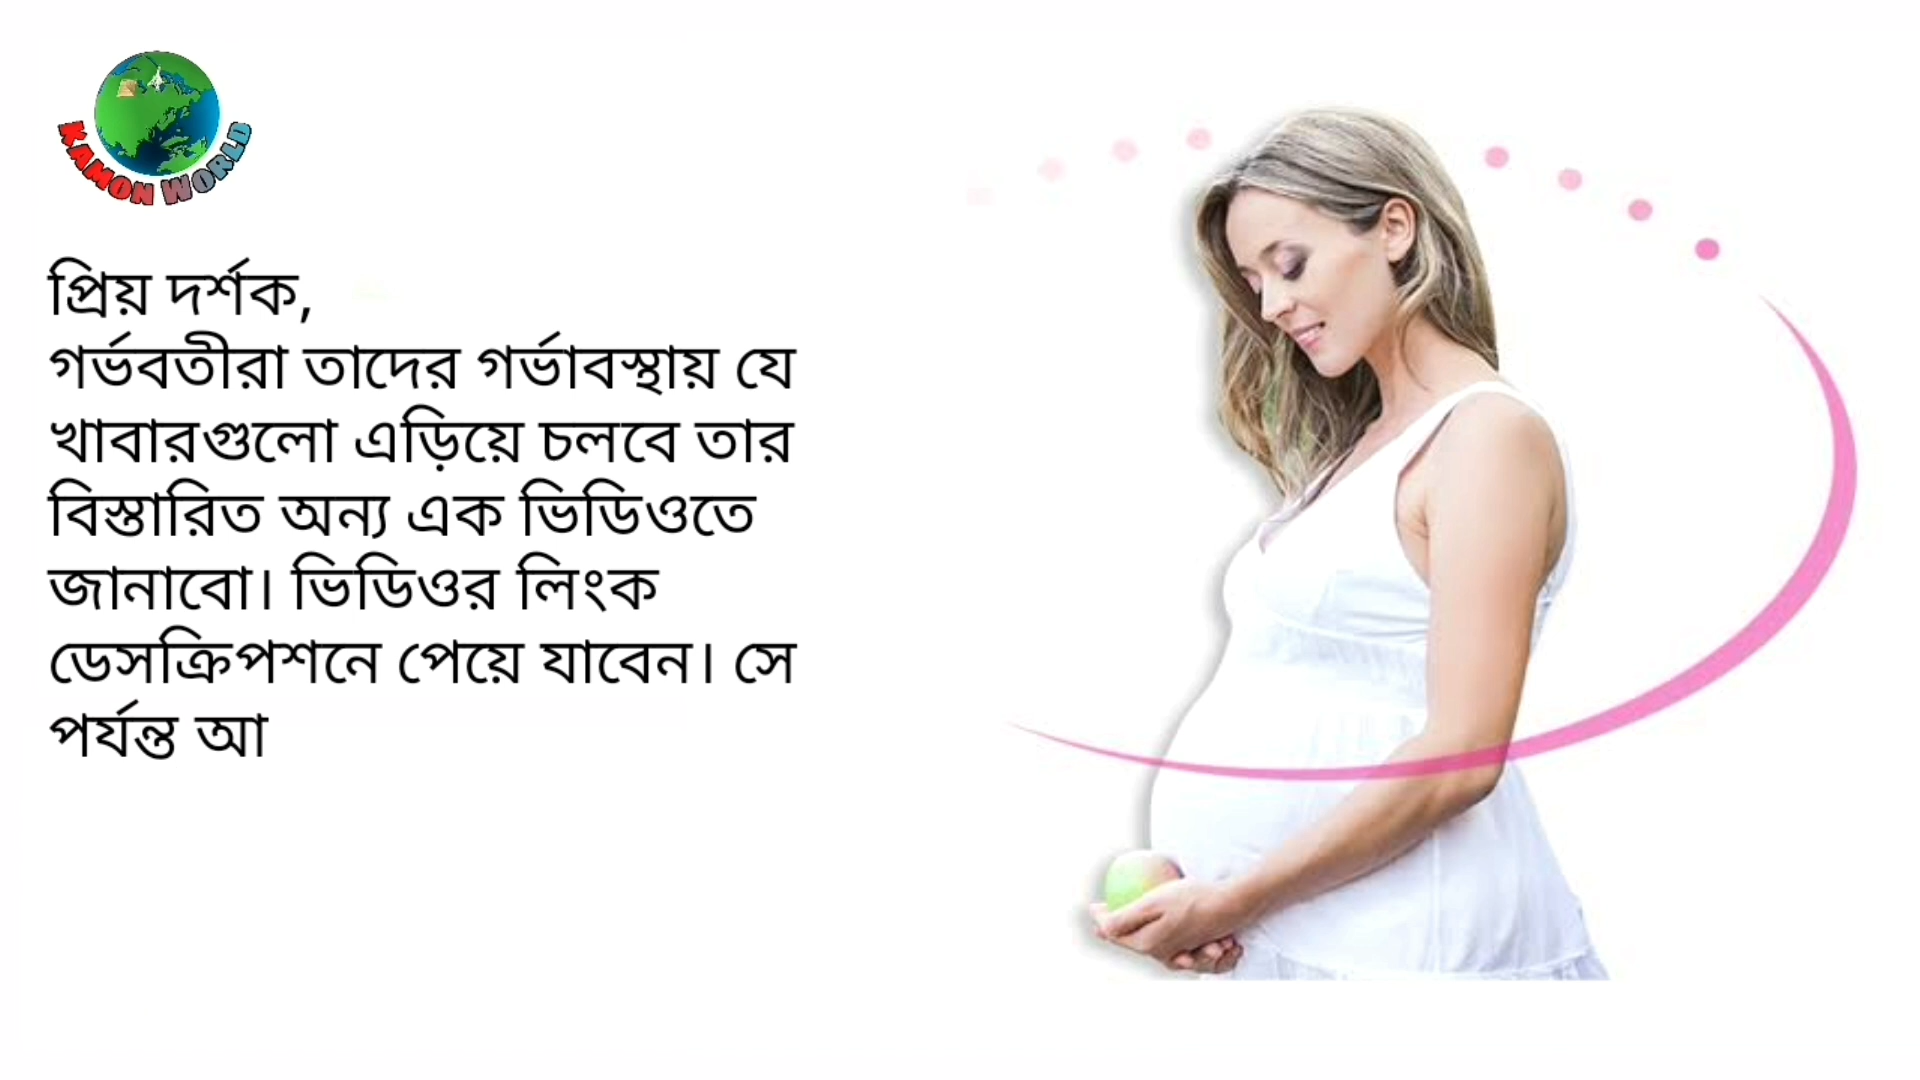 KAMON WORLD
প্রিয় দর্শক,
গর্ভবতীরা তাদের গর্ভাবস্থায় যে
খাবারগুলো এড়িয়ে চলবে তার
বিস্তারিত অন্য এক ভিডিওতে
জানাবো। ভিডিওর লিংক
ডেসক্রিপশনে পেয়ে যাবেন। সে
পর্যন্ত আ